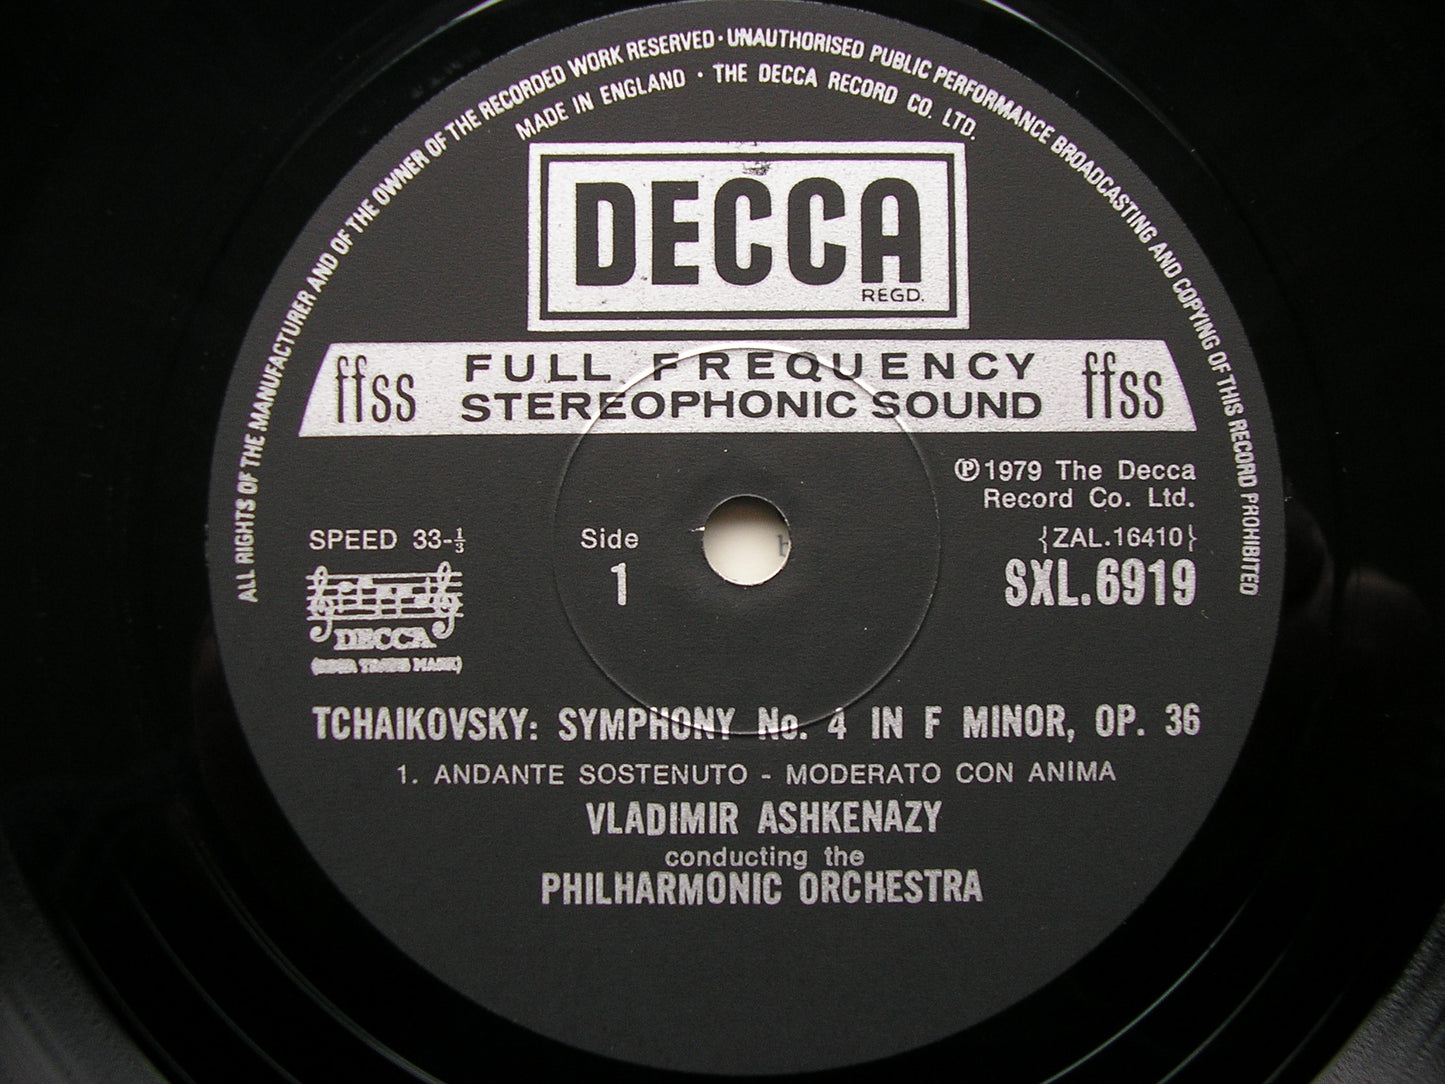 ALL RIGHTS OF THE MANUFACTURER AND OF THE OWNER OF THE RECORDED WORK RESERVED · UNAUTHORISED PUBLIC PERFORMANCE BROADCASTING AND COPYING OF THIS RECORD PROHIBITED
MADE IN ENGLAND · THE DECCA RECORD CO. LTD.
DECCA
REGD.
ffss FULL FREQUENCY ffss
STEREOPHONIC SOUND
℗1979 The Decca
Record Co. Ltd.
SPEED 33-⅓
Side
1
{ZAL.16410}
SXL.6919
DECCA
TCHAIKOVSKY: SYMPHONY No. 4 IN F MINOR, OP. 36
1. ANDANTE SOSTENUTO - MODERATO CON ANIMA
VLADIMIR ASHKENAZY
conducting the
PHILHARMONIC ORCHESTRA